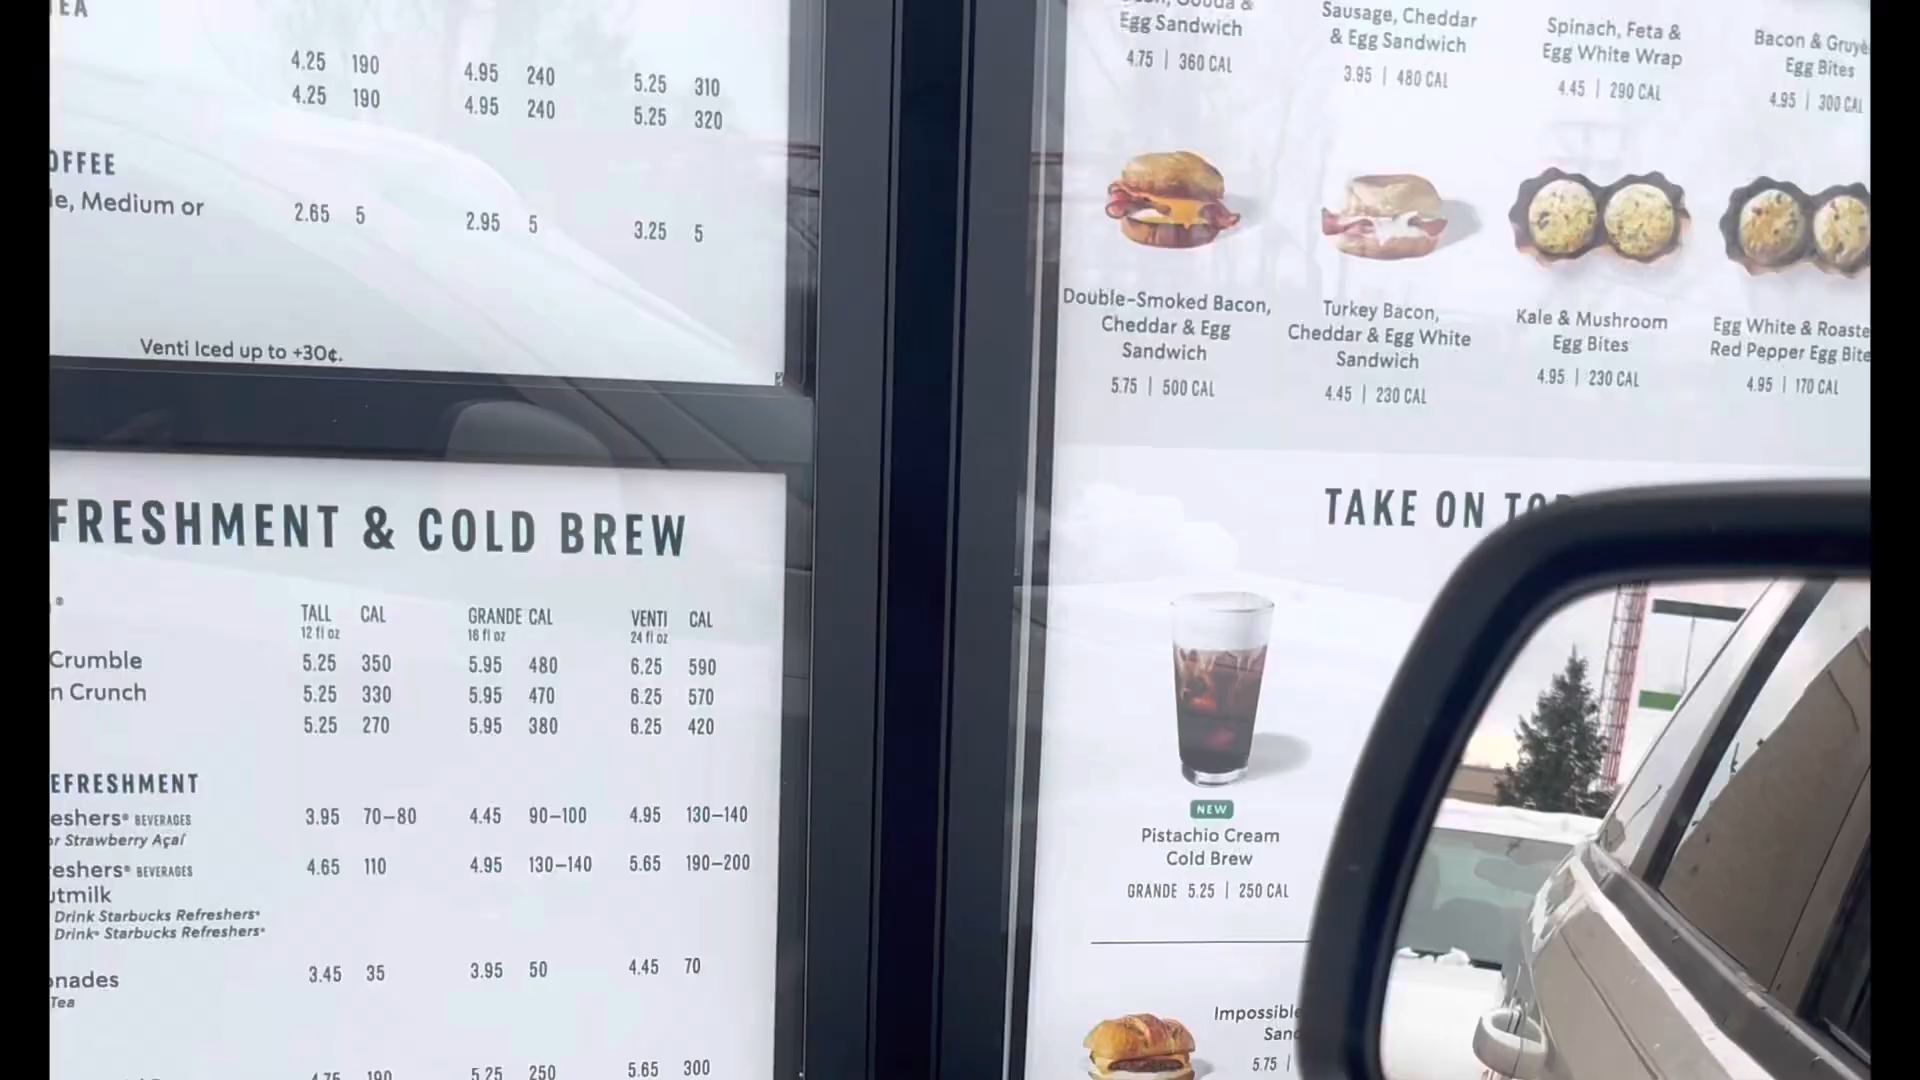 EA
4.25 190 4.95 240 5.25 310
4.25 190 4.95 240 5.25 320
OFFEE
le, Medium or 2.65 5 2.95 5 3.25 5
Venti Iced up to +30¢.
FRESHMENT & COLD BREW
®
TALL CAL GRANDE CAL VENTI CAL
12 fl oz 16 fl oz 24 fl oz
Crumble 5.25 350 5.95 480 6.25 590
n Crunch 5.25 330 5.95 470 6.25 570
5.25 270 5.95 380 6.25 420
EFRESHMENT
eshers® BEVERAGES 3.95 70–80 4.45 90–100 4.95 130–140
or Strawberry Açaí
reshers® BEVERAGES 4.65 110 4.95 130–140 5.65 190–200
utmilk
Drink Starbucks Refreshers®
Drink® Starbucks Refreshers®
onades 3.45 35 3.95 50 4.45 70
Tea
4.75 190 5.25 250 5.65 300
Gouda &
Egg Sandwich
4.75 | 360 CAL
Sausage, Cheddar
& Egg Sandwich
3.95 | 480 CAL
Spinach, Feta &
Egg White Wrap
4.45 | 290 CAL
Bacon & Gruyè
Egg Bites
4.95 | 300 CAL
Double-Smoked Bacon,
Cheddar & Egg
Sandwich
5.75 | 500 CAL
Turkey Bacon,
Cheddar & Egg White
Sandwich
4.45 | 230 CAL
Kale & Mushroom
Egg Bites
4.95 | 230 CAL
Egg White & Roaste
Red Pepper Egg Bite
4.95 | 170 CAL
TAKE ON TOD
NEW
Pistachio Cream
Cold Brew
GRANDE 5.25 | 250 CAL
Impossible
Sand
5.75 |